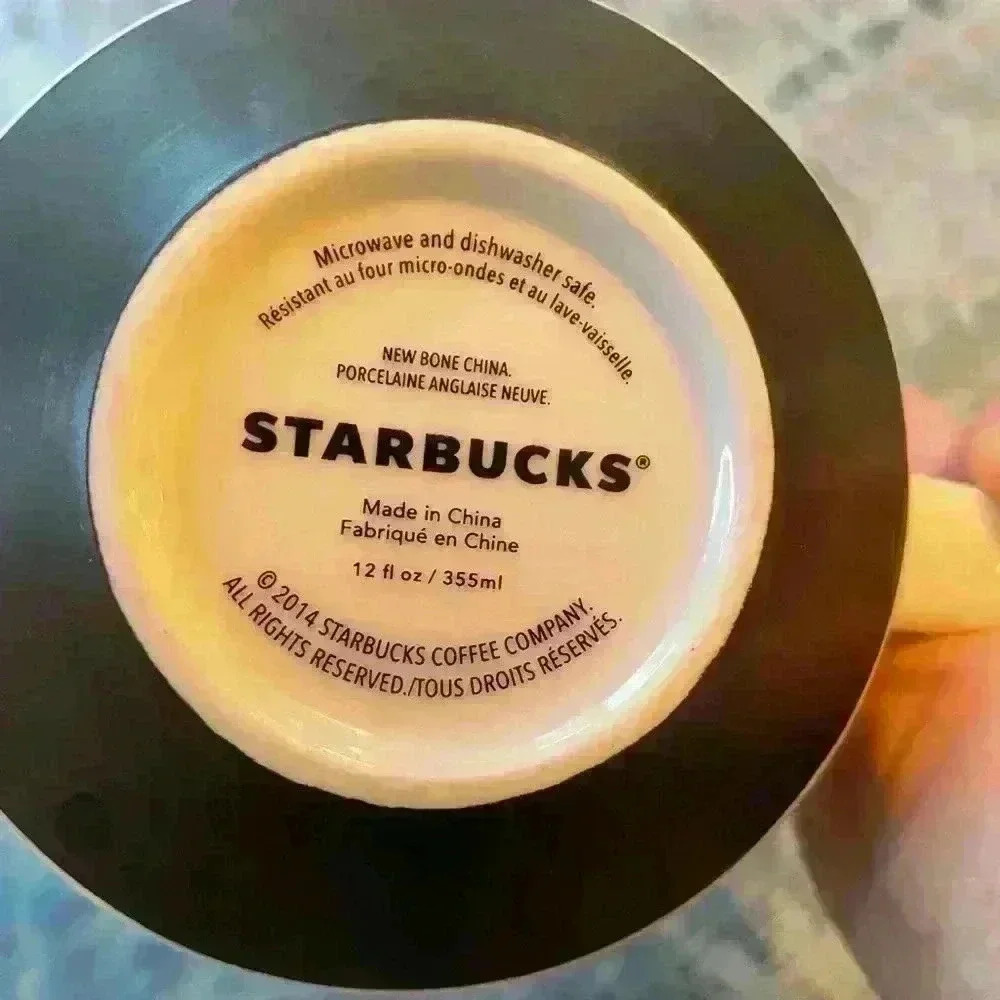 Microwave and dishwasher safe.
Résistant au four micro-ondes et au lave-vaisselle.
NEW BONE CHINA.
PORCELAINE ANGLAISE NEUVE.
STARBUCKS®
Made in China
Fabriqué en Chine
12 fl oz / 355ml
© 2014 STARBUCKS COFFEE COMPANY.
ALL RIGHTS RESERVED./TOUS DROITS RÉSERVÉS.